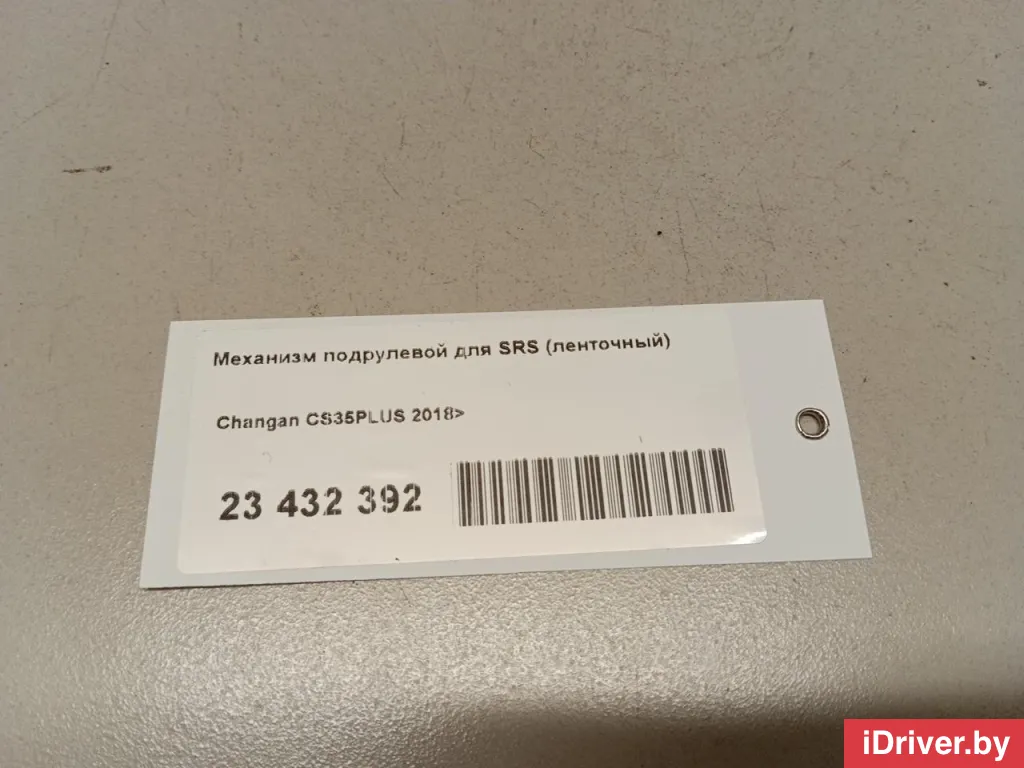 Механизм подрулевой для SRS (ленточный)
Changan CS35PLUS 2018>
23 432 392
iDriver.by